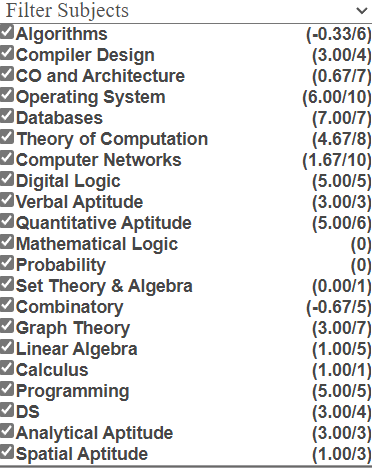 Filter Subjects
Algorithms (-0.33/6)
Compiler Design (3.00/4)
CO and Architecture (0.67/7)
Operating System (6.00/10)
Databases (7.00/7)
Theory of Computation (4.67/8)
Computer Networks (1.67/10)
Digital Logic (5.00/5)
Verbal Aptitude (3.00/3)
Quantitative Aptitude (5.00/6)
Mathematical Logic (0)
Probability (0)
Set Theory & Algebra (0.00/1)
Combinatory (-0.67/5)
Graph Theory (3.00/7)
Linear Algebra (1.00/5)
Calculus (1.00/1)
Programming (5.00/5)
DS (3.00/4)
Analytical Aptitude (3.00/3)
Spatial Aptitude (1.00/3)